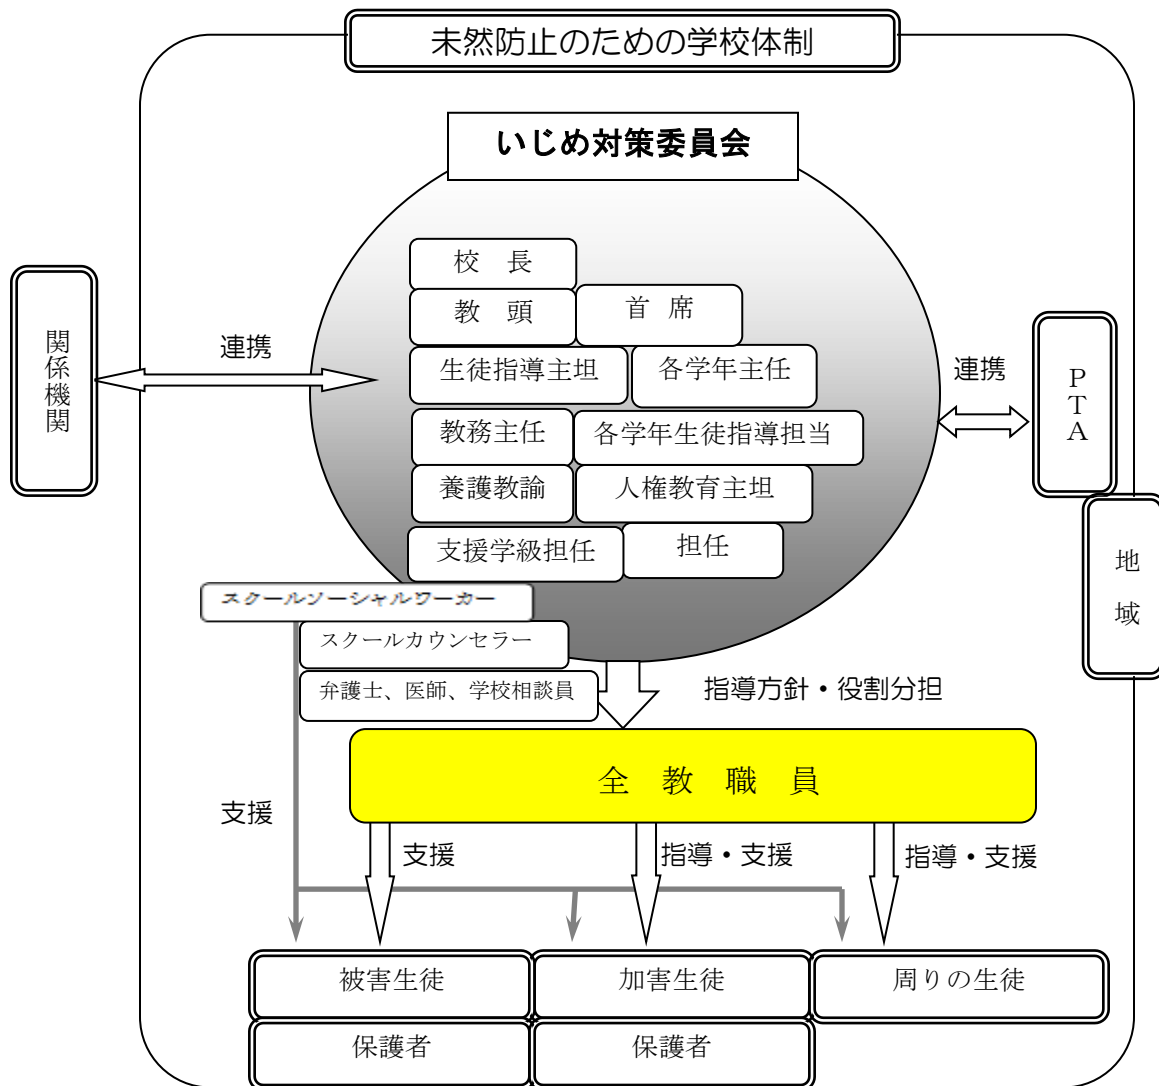 未然防止のための学校体制
いじめ対策委員会
校　長
教　頭
首　席
生徒指導主坦
各学年主任
教務主任
各学年生徒指導担当
養護教諭
人権教育主坦
支援学級担任
担任
スクールソーシャルワーカー
スクールカウンセラー
弁護士、医師、学校相談員
関係機関
連携
連携
PTA
地域
指導方針・役割分担
全　教　職　員
支援
支援
指導・支援
指導・支援
被害生徒
加害生徒
周りの生徒
保護者
保護者